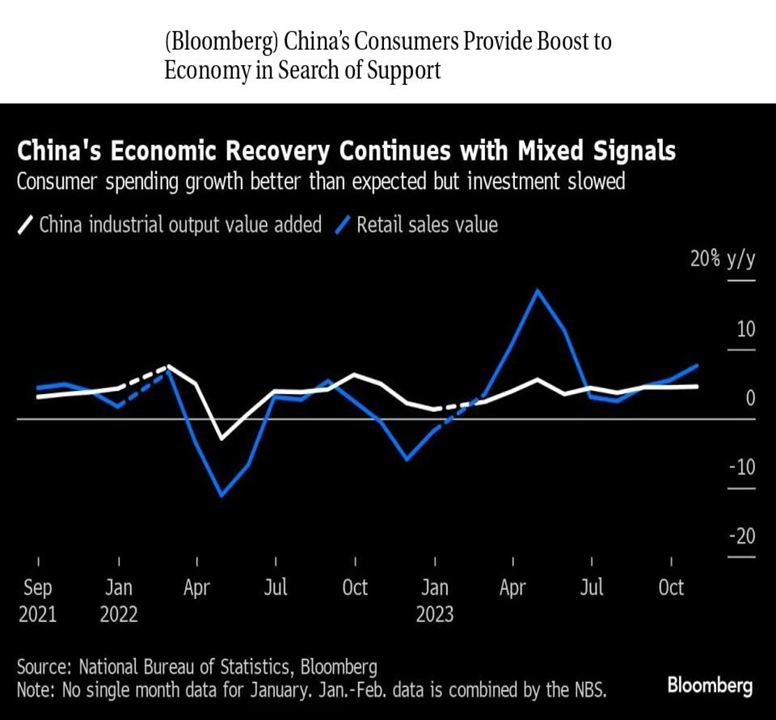 (Bloomberg) China’s Consumers Provide Boost to
Economy in Search of Support
China's Economic Recovery Continues with Mixed Signals
Consumer spending growth better than expected but investment slowed
China industrial output value added Retail sales value
20% y/y
10
0
-10
-20
Sep Jan Apr Jul Oct Jan Apr Jul Oct
2021 2022 2023
Source: National Bureau of Statistics, Bloomberg
Note: No single month data for January. Jan.-Feb. data is combined by the NBS.
Bloomberg